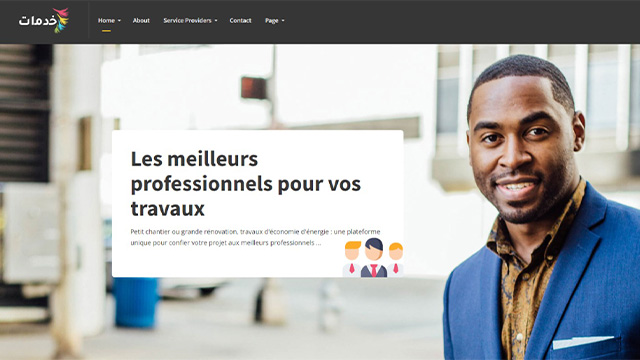 خدمات
Home About Service Providers Contact Page
Les meilleurs
professionnels pour vos
travaux
Petit chantier ou grande rénovation, travaux d'économie d'énergie : une plateforme
unique pour confier votre projet aux meilleurs professionnels ...